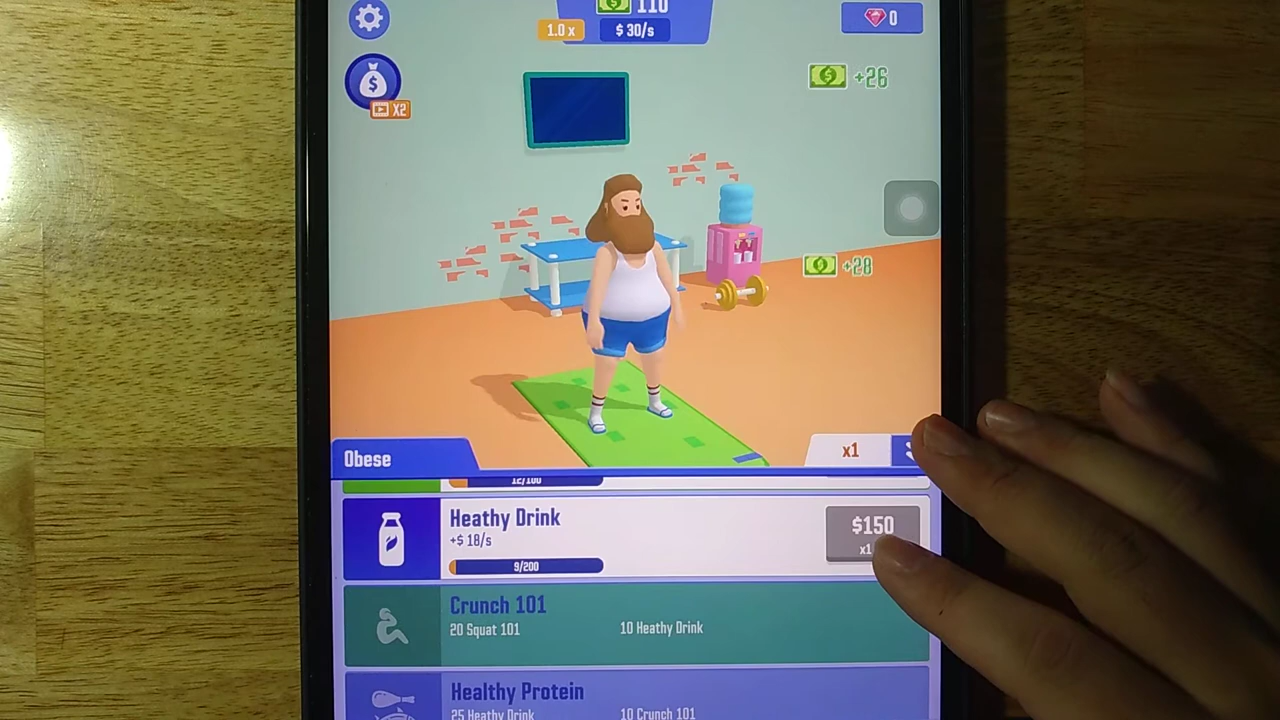 110
1.0 x
$ 30/s
0
X2
+26
+28
Obese
x1
12/100
Heathy Drink
+$ 18/s
9/200
$150
x1
Crunch 101
20 Squat 101
10 Heathy Drink
Healthy Protein
25 Heathy Drink
10 Crunch 101